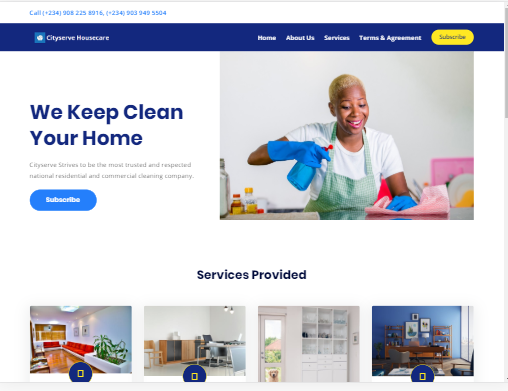 Call (+234) 908 225 8916, (+234) 903 949 5504
Cityserve Housecare
Home About Us Services Terms & Agreement Subscribe
We Keep Clean
Your Home
Cityserve Strives to be the most trusted and respected
national residential and commercial cleaning company.
Subscribe
Services Provided